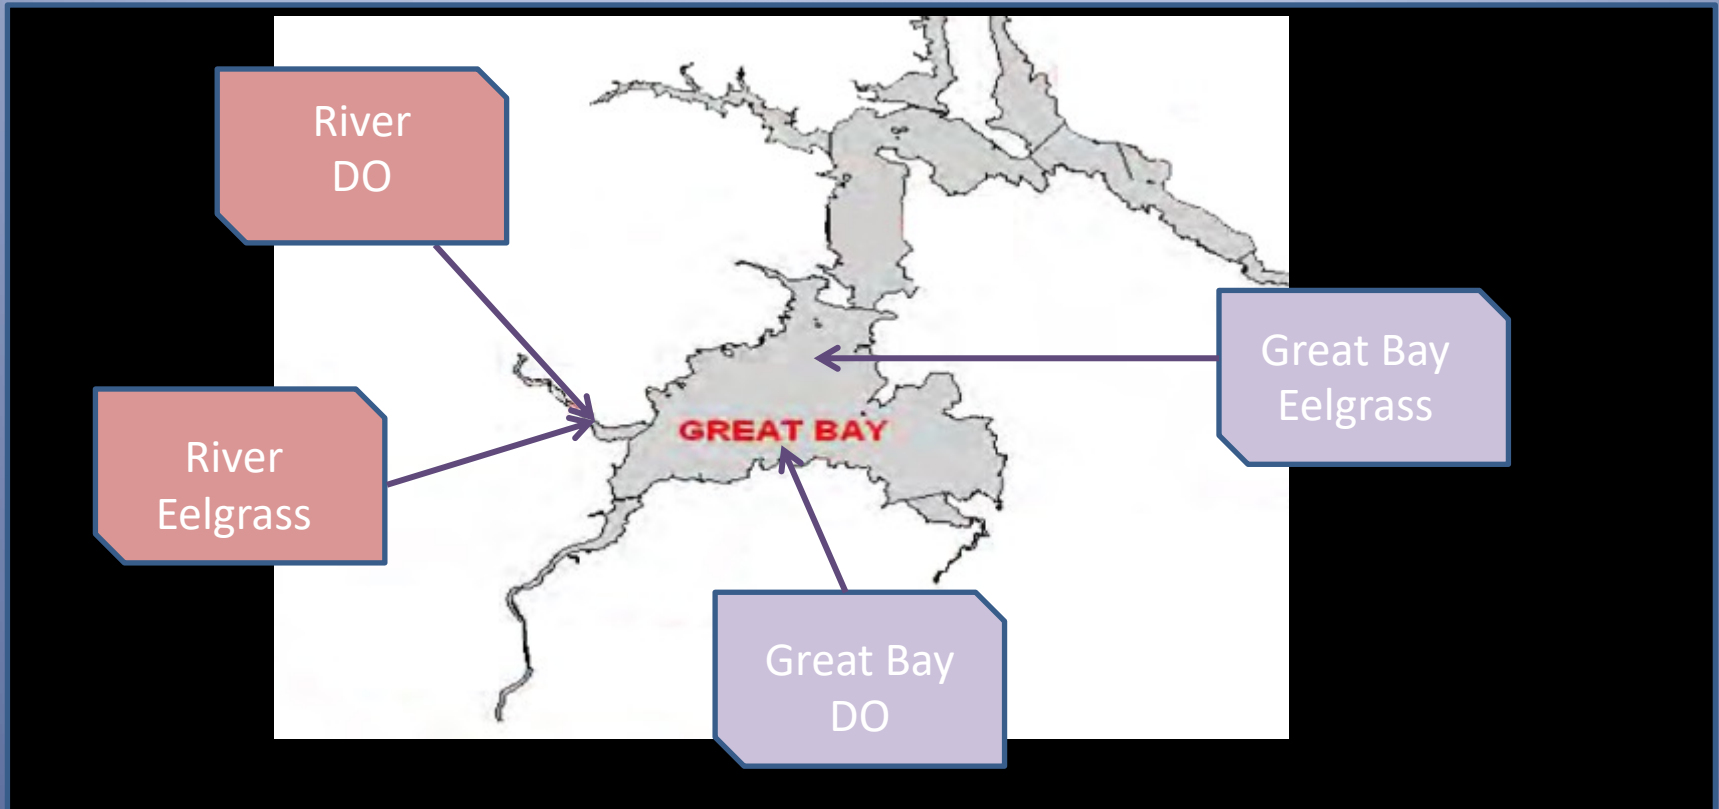 River
DO
Great Bay
Eelgrass
GREAT BAY
River
Eelgrass
Great Bay
DO